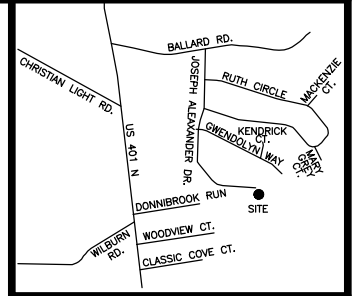 BALLARD RD.
CHRISTIAN LIGHT RD.
RUTH CIRCLE
MACKENZIE CT.
JOSEPH ALEAXANDER DR.
US 401 N
KENDRICK CT.
GWENDOLYN WAY
MARY GREY CT.
DONNIBROOK RUN
SITE
WILBURN RD.
WOODVIEW CT.
CLASSIC COVE CT.